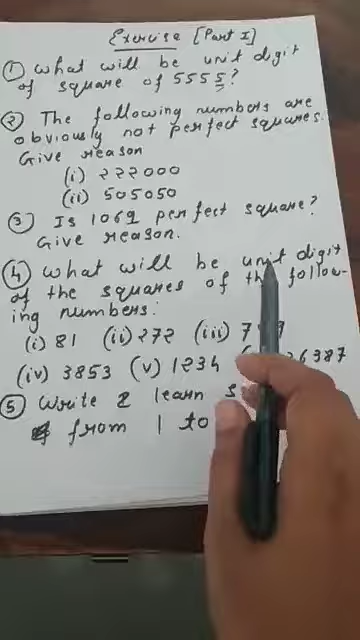 Exercise [Part I]
① What will be unit digit
of square of 5555?
② The following numbers are
obviously not perfect squares.
Give reason
(i) 222000
(ii) 505050
③ Is 1069 perfect square?
Give reason.
④ What will be unit digit
of the squares of the follow-
ing numbers:
(i) 81 (ii) 272 (iii)
(iv) 3853 (v) 1234 6387
⑤ Write & learn
from 1 to